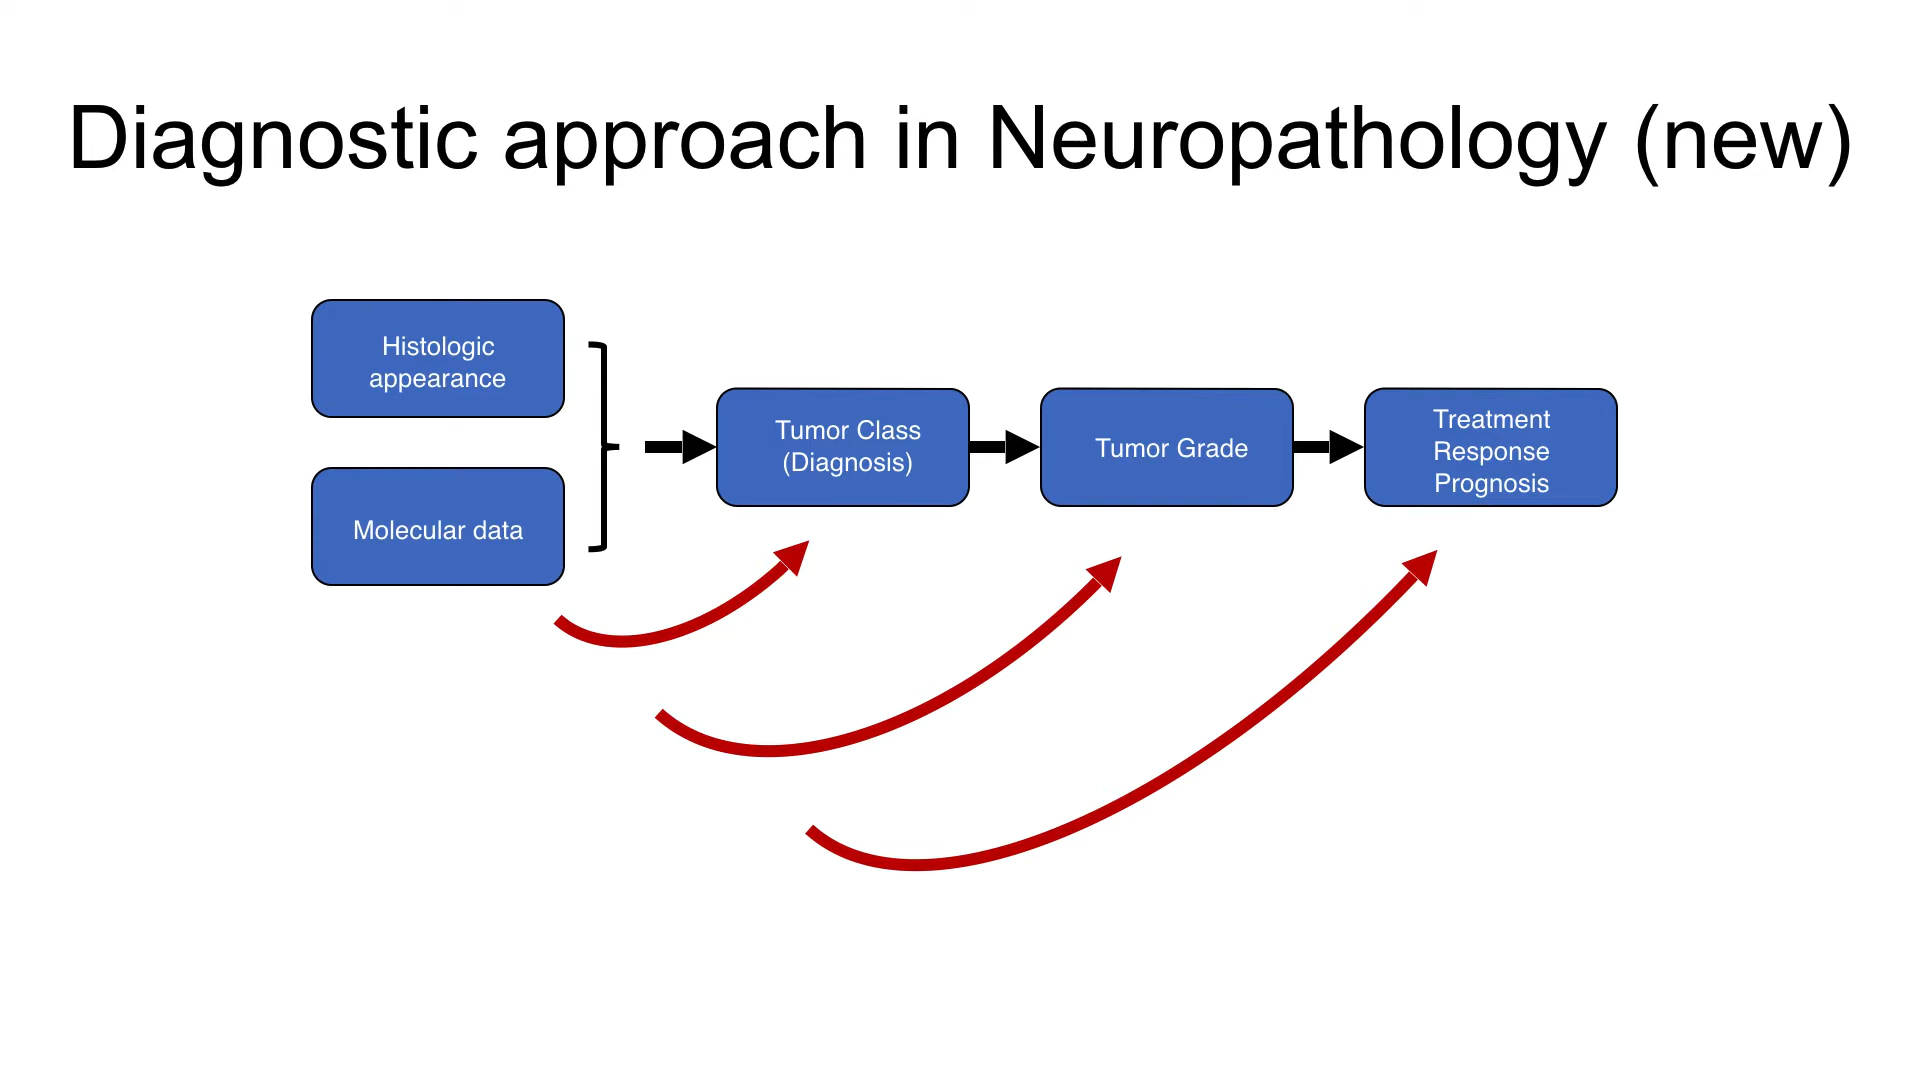 Diagnostic approach in Neuropathology (new)
Histologic
appearance
Molecular data
Tumor Class
(Diagnosis)
Tumor Grade
Treatment
Response
Prognosis